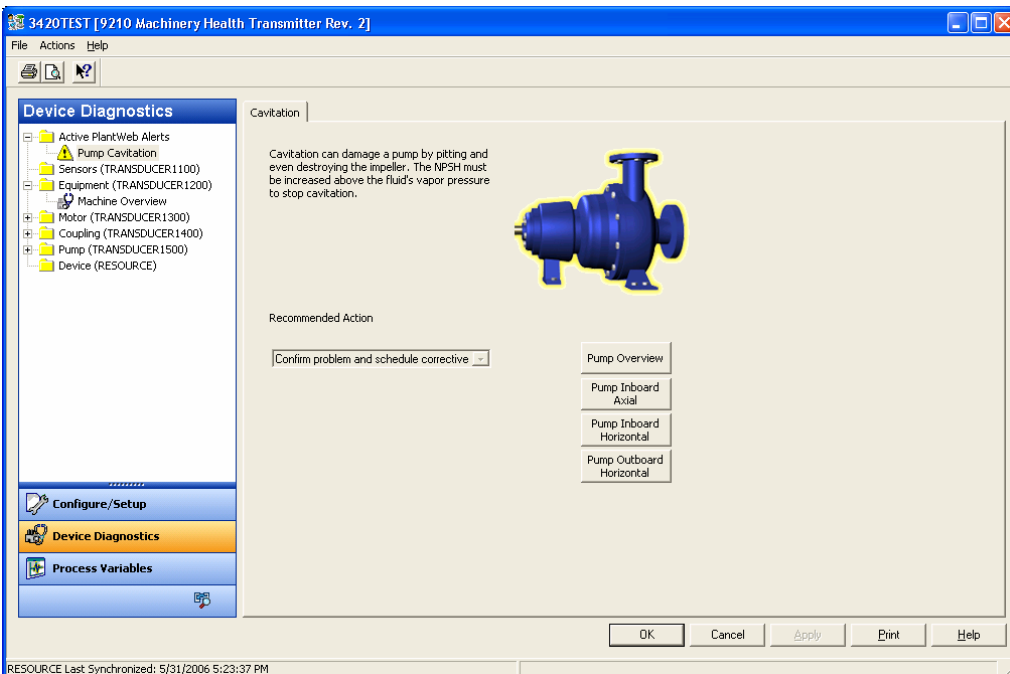 3420TEST [9210 Machinery Health Transmitter Rev. 2]
File Actions Help
Device Diagnostics
Active PlantWeb Alerts
Pump Cavitation
Sensors (TRANSDUCER1100)
Equipment (TRANSDUCER1200)
Machine Overview
Motor (TRANSDUCER1300)
Coupling (TRANSDUCER1400)
Pump (TRANSDUCER1500)
Device (RESOURCE)
Configure/Setup
Device Diagnostics
Process Variables
Cavitation
Cavitation can damage a pump by pitting and
even destroying the impeller. The NPSH must
be increased above the fluid's vapor pressure
to stop cavitation.
Recommended Action
Confirm problem and schedule corrective
Pump Overview
Pump Inboard
Axial
Pump Inboard
Horizontal
Pump Outboard
Horizontal
OK Cancel Apply Print Help
RESOURCE Last Synchronized: 5/31/2006 5:23:37 PM